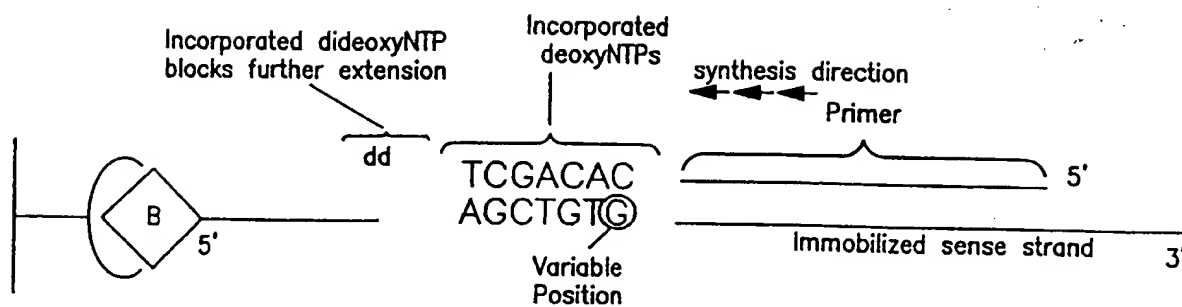 Incorporated dideoxyNTP
blocks further extension
Incorporated
deoxyNTPs
synthesis direction
Primer
dd
TCGACAC
5'
AGCTGTG
B
5'
Immobilized sense strand
3'
Variable
Position